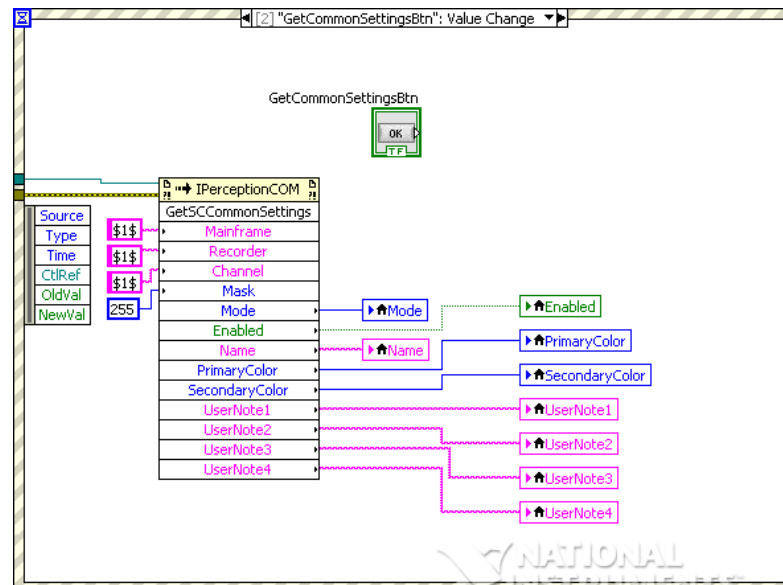 [2] "GetCommonSettingsBtn": Value Change
GetCommonSettingsBtn
OK
TF
IPerceptionCOM
GetSCCommonSettings
Source
Type
Time
CtlRef
OldVal
NewVal
$1$
$1$
$1$
255
Mainframe
Recorder
Channel
Mask
Mode
Enabled
Name
PrimaryColor
SecondaryColor
UserNote1
UserNote2
UserNote3
UserNote4
Mode
Name
Enabled
PrimaryColor
SecondaryColor
UserNote1
UserNote2
UserNote3
UserNote4
NATIONAL
INSTRUMENTS